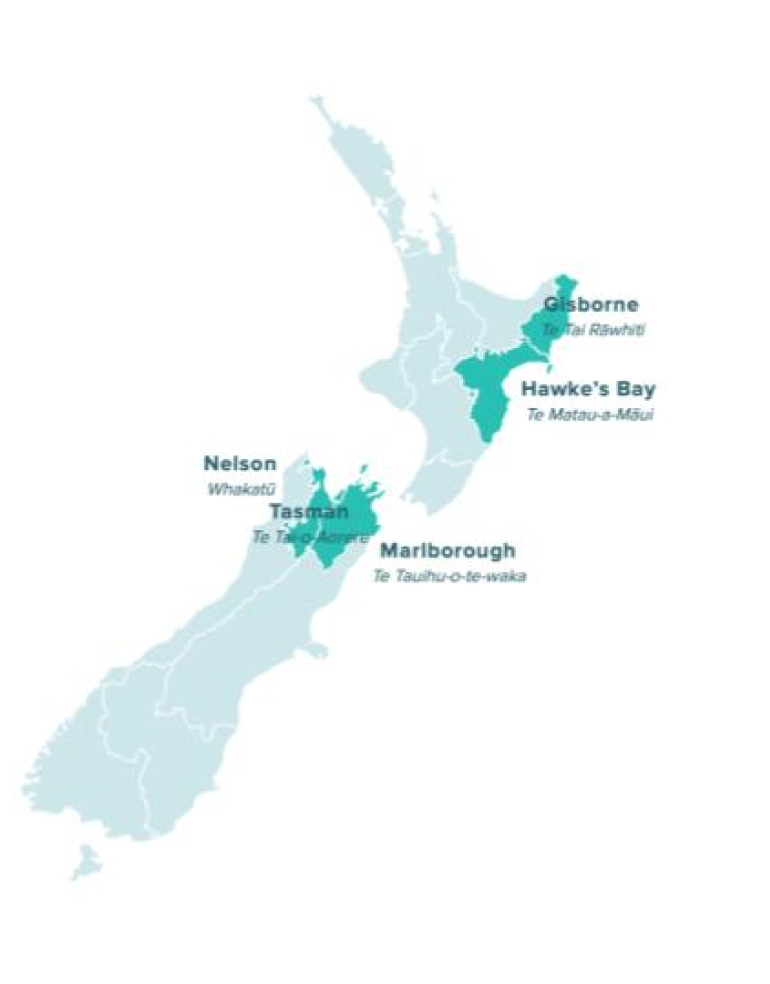 Gisborne
Te Tai Rāwhiti
Hawke's Bay
Te Matau-a-Māui
Nelson
Whakatū
Tasman
Te Tai-o-Aorere
Marlborough
Te Tauihu-o-te-waka